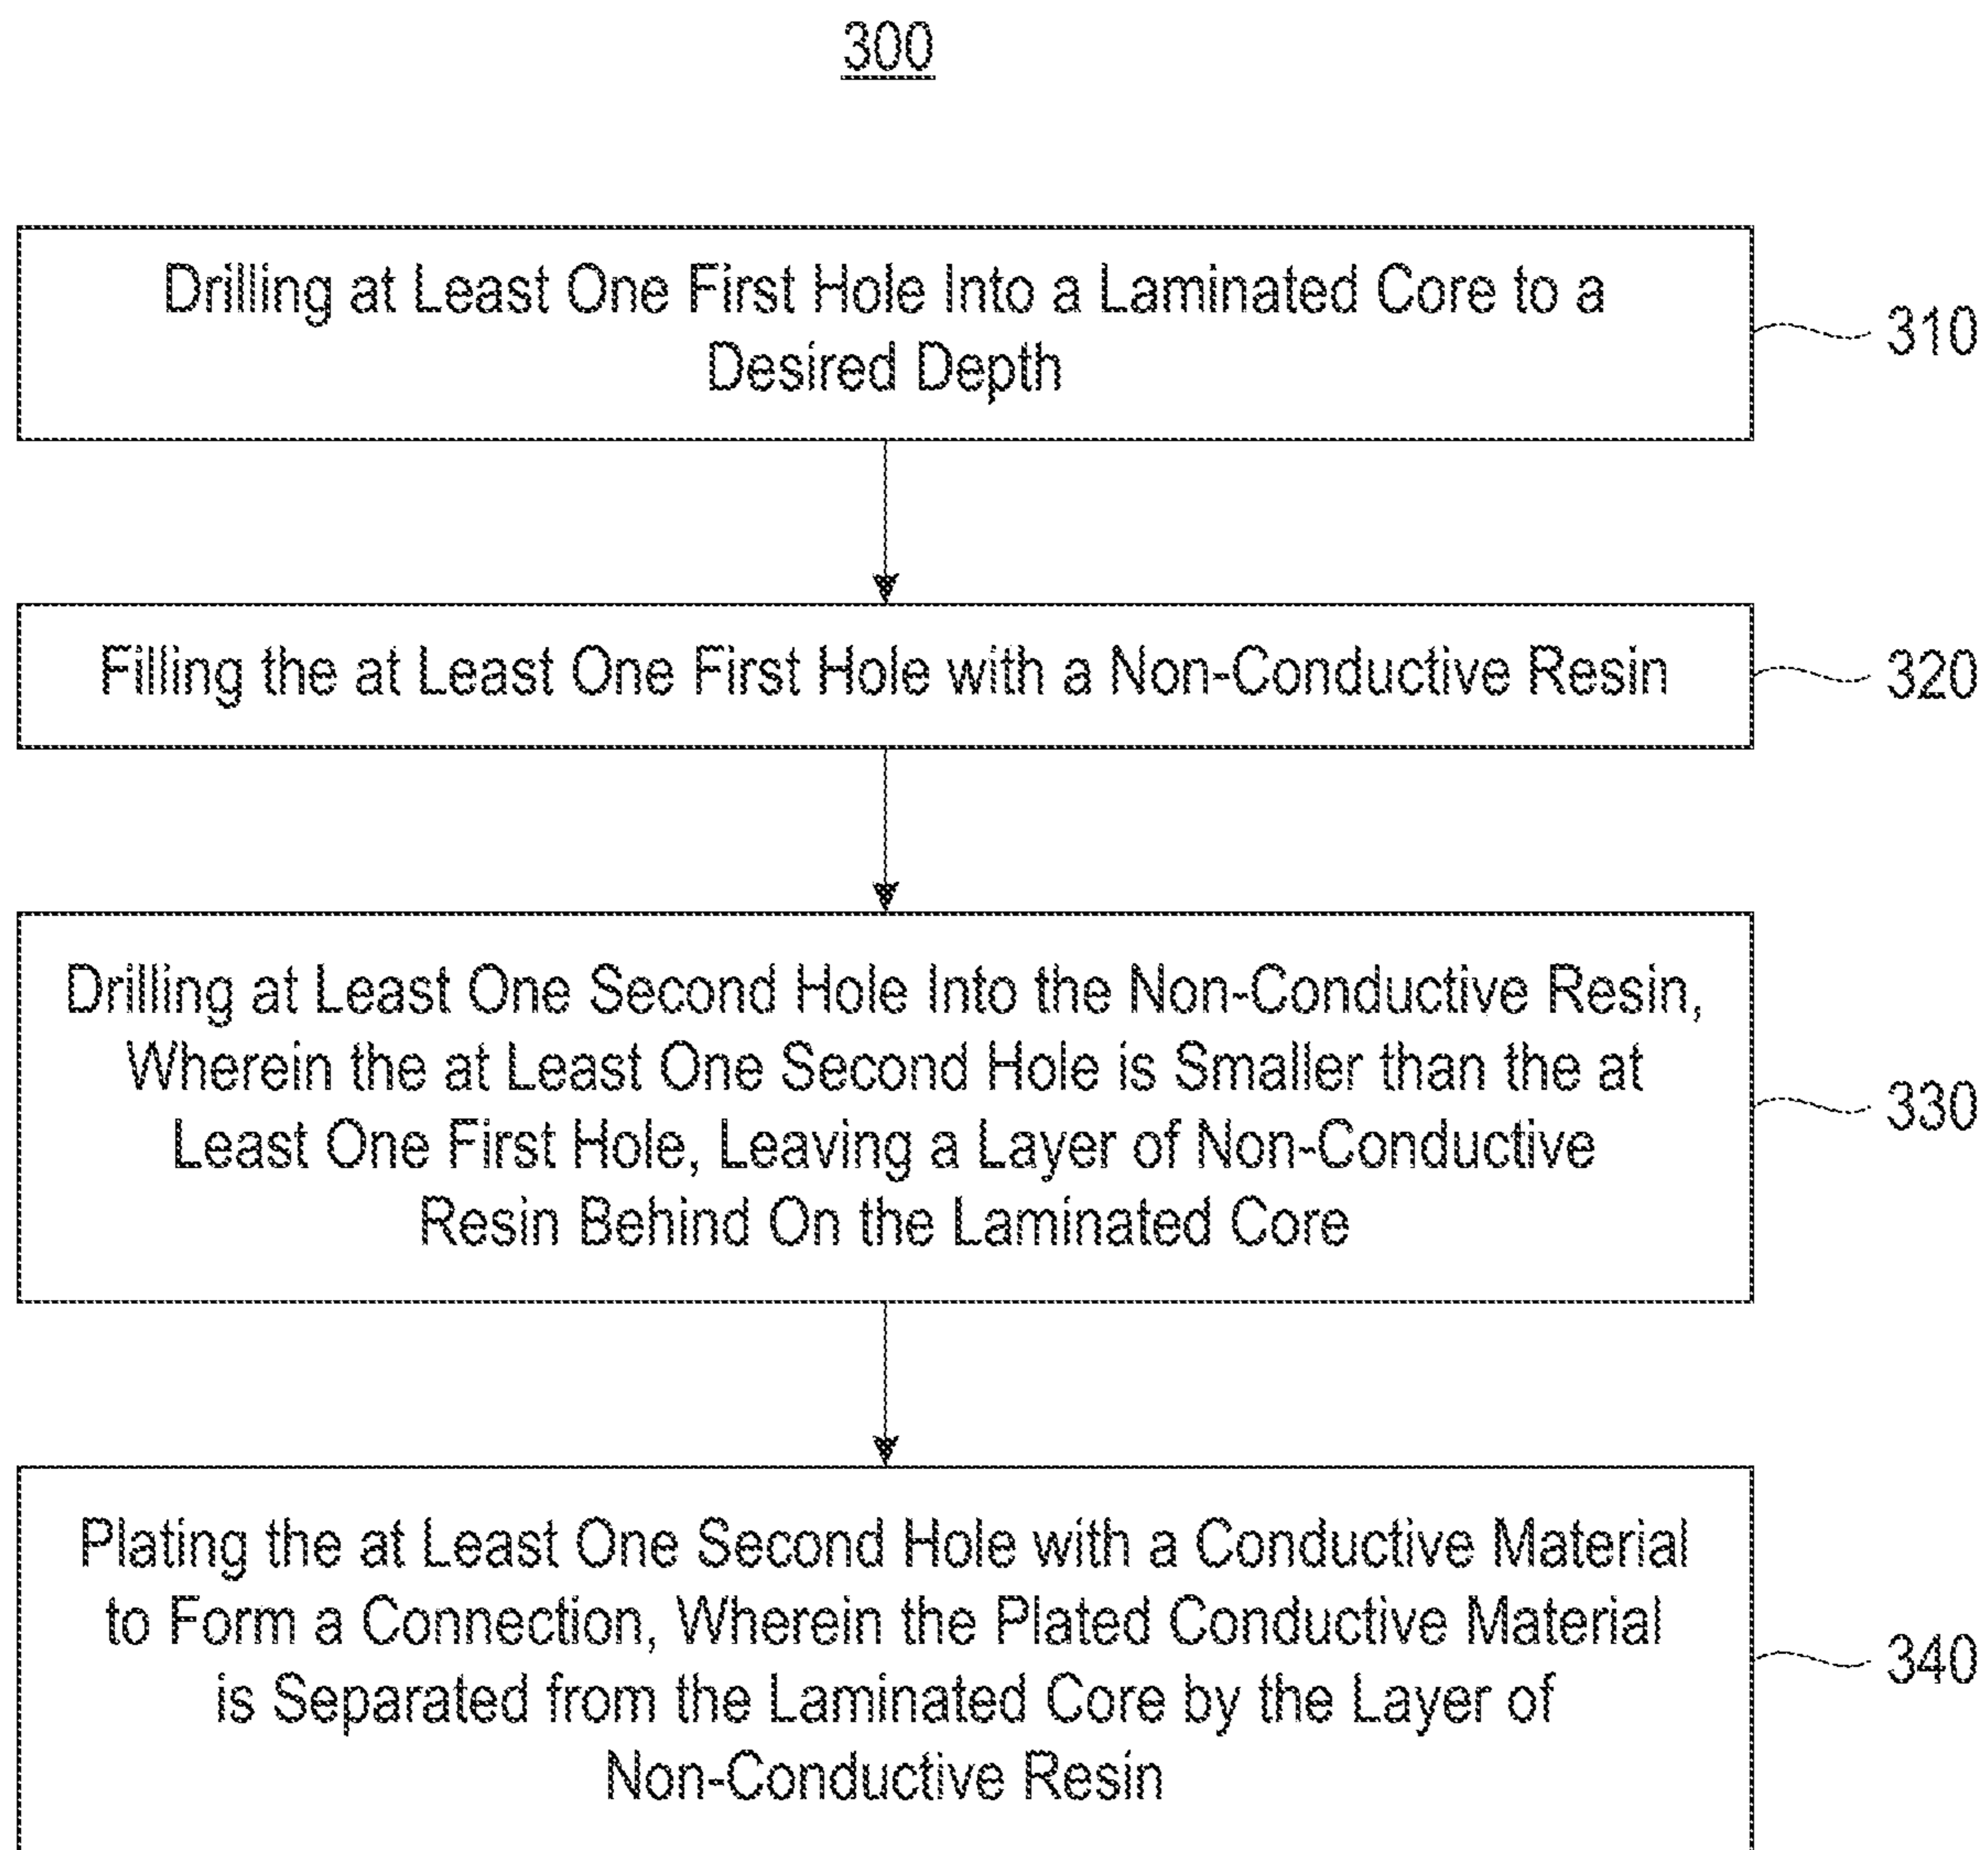 300
Drilling at Least One First Hole Into a Laminated Core to a
Desired Depth
310
Filling the at Least One First Hole with a Non-Conductive Resin
320
Drilling at Least One Second Hole Into the Non-Conductive Resin,
Wherein the at Least One Second Hole is Smaller than the at
Least One First Hole, Leaving a Layer of Non-Conductive
Resin Behind On the Laminated Core
330
Plating the at Least One Second Hole with a Conductive Material
to Form a Connection, Wherein the Plated Conductive Material
is Separated from the Laminated Core by the Layer of
Non-Conductive Resin
340